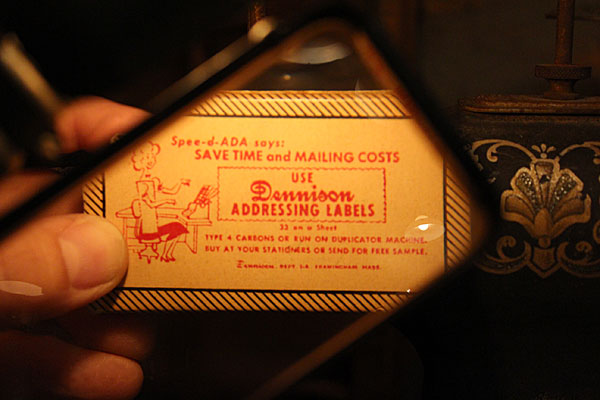 Spee-d-ADA says:
SAVE TIME and MAILING COSTS
USE
Dennison
ADDRESSING LABELS
33 on a Sheet
TYPE 4 CARBONS OR RUN ON DUPLICATOR MACHINE.
BUY AT YOUR STATIONERS OR SEND FOR FREE SAMPLE.
Dennison DEPT. FRAMINGHAM MASS.